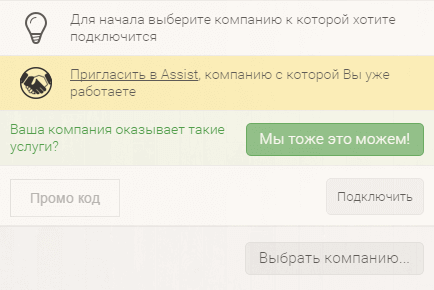 Для начала выберите компанию к которой хотите
подключится
Пригласить в Assist, компанию с которой Вы уже
работаете
Ваша компания оказывает такие
услуги?
Мы тоже это можем!
Промо код
Подключить
Выбрать компанию...